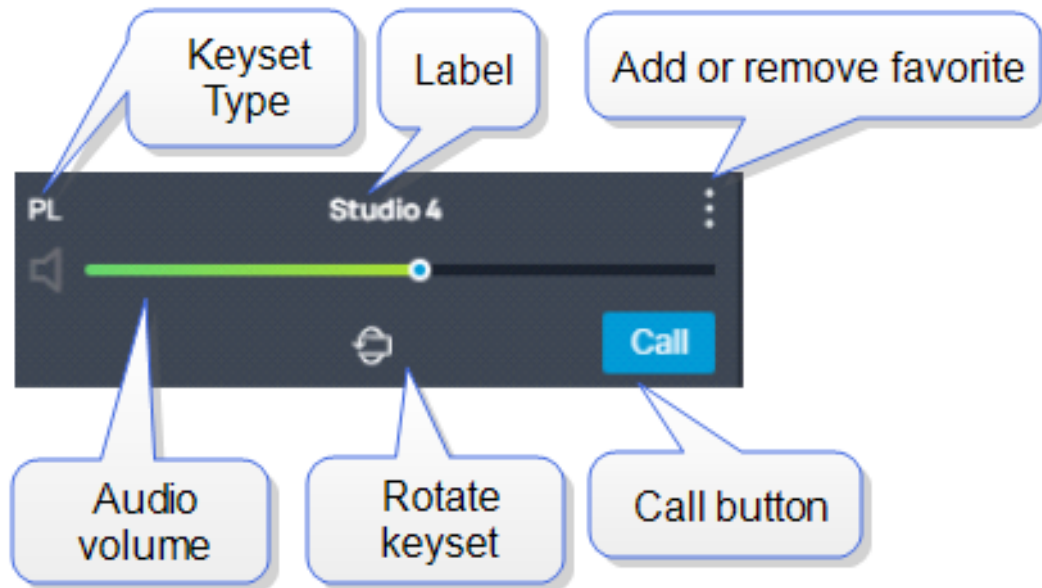 Keyset
Type
Label
Add or remove favorite
PL
Studio 4
Call
Audio
volume
Rotate
keyset
Call button